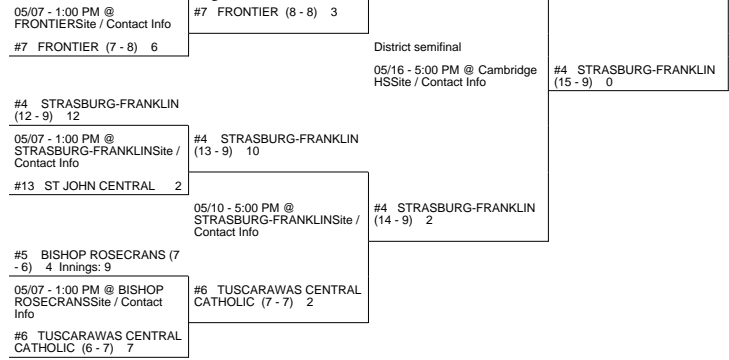 05/07 - 1:00 PM @
FRONTIERSite / Contact Info
#7 FRONTIER (7 - 8) 6
#7 FRONTIER (8 - 8) 3
District semifinal
05/16 - 5:00 PM @ Cambridge
HSSite / Contact Info
#4 STRASBURG-FRANKLIN
(15 - 9) 0
#4 STRASBURG-FRANKLIN
(12 - 9) 12
05/07 - 1:00 PM @
STRASBURG-FRANKLINSite /
Contact Info
#13 ST JOHN CENTRAL 2
#4 STRASBURG-FRANKLIN
(13 - 9) 10
05/10 - 5:00 PM @
STRASBURG-FRANKLINSite /
Contact Info
#4 STRASBURG-FRANKLIN
(14 - 9) 2
#5 BISHOP ROSECRANS (7
- 6) 4 Innings: 9
05/07 - 1:00 PM @ BISHOP
ROSECRANSSite / Contact
Info
#6 TUSCARAWAS CENTRAL
CATHOLIC (6 - 7) 7
#6 TUSCARAWAS CENTRAL
CATHOLIC (7 - 7) 2